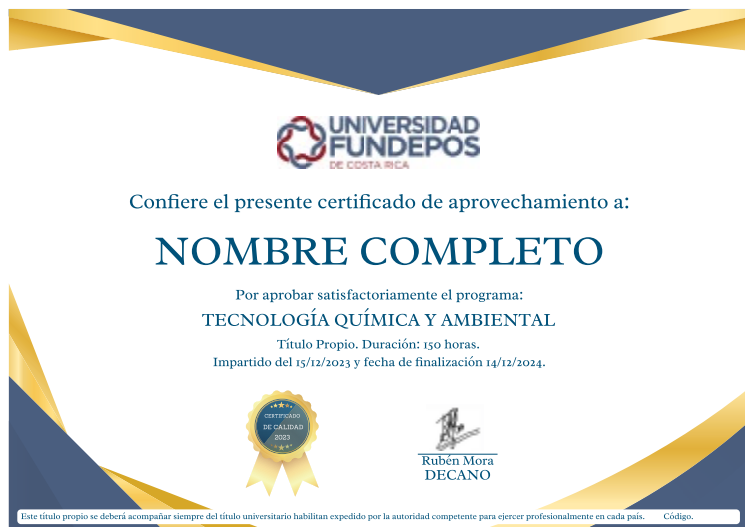 UNIVERSIDAD
FUNDEPOS
DE COSTA RICA
Confiere el presente certificado de aprovechamiento a:
NOMBRE COMPLETO
Por aprobar satisfactoriamente el programa:
TECNOLOGÍA QUÍMICA Y AMBIENTAL
Título Propio. Duración: 150 horas.
Impartido del 15/12/2023 y fecha de finalización 14/12/2024.
CERTIFICADO
DE CALIDAD
2023
Rubén Mora
DECANO
Este título propio se deberá acompañar siempre del título universitario habilitan expedido por la autoridad competente para ejercer profesionalmente en cada país. Código.